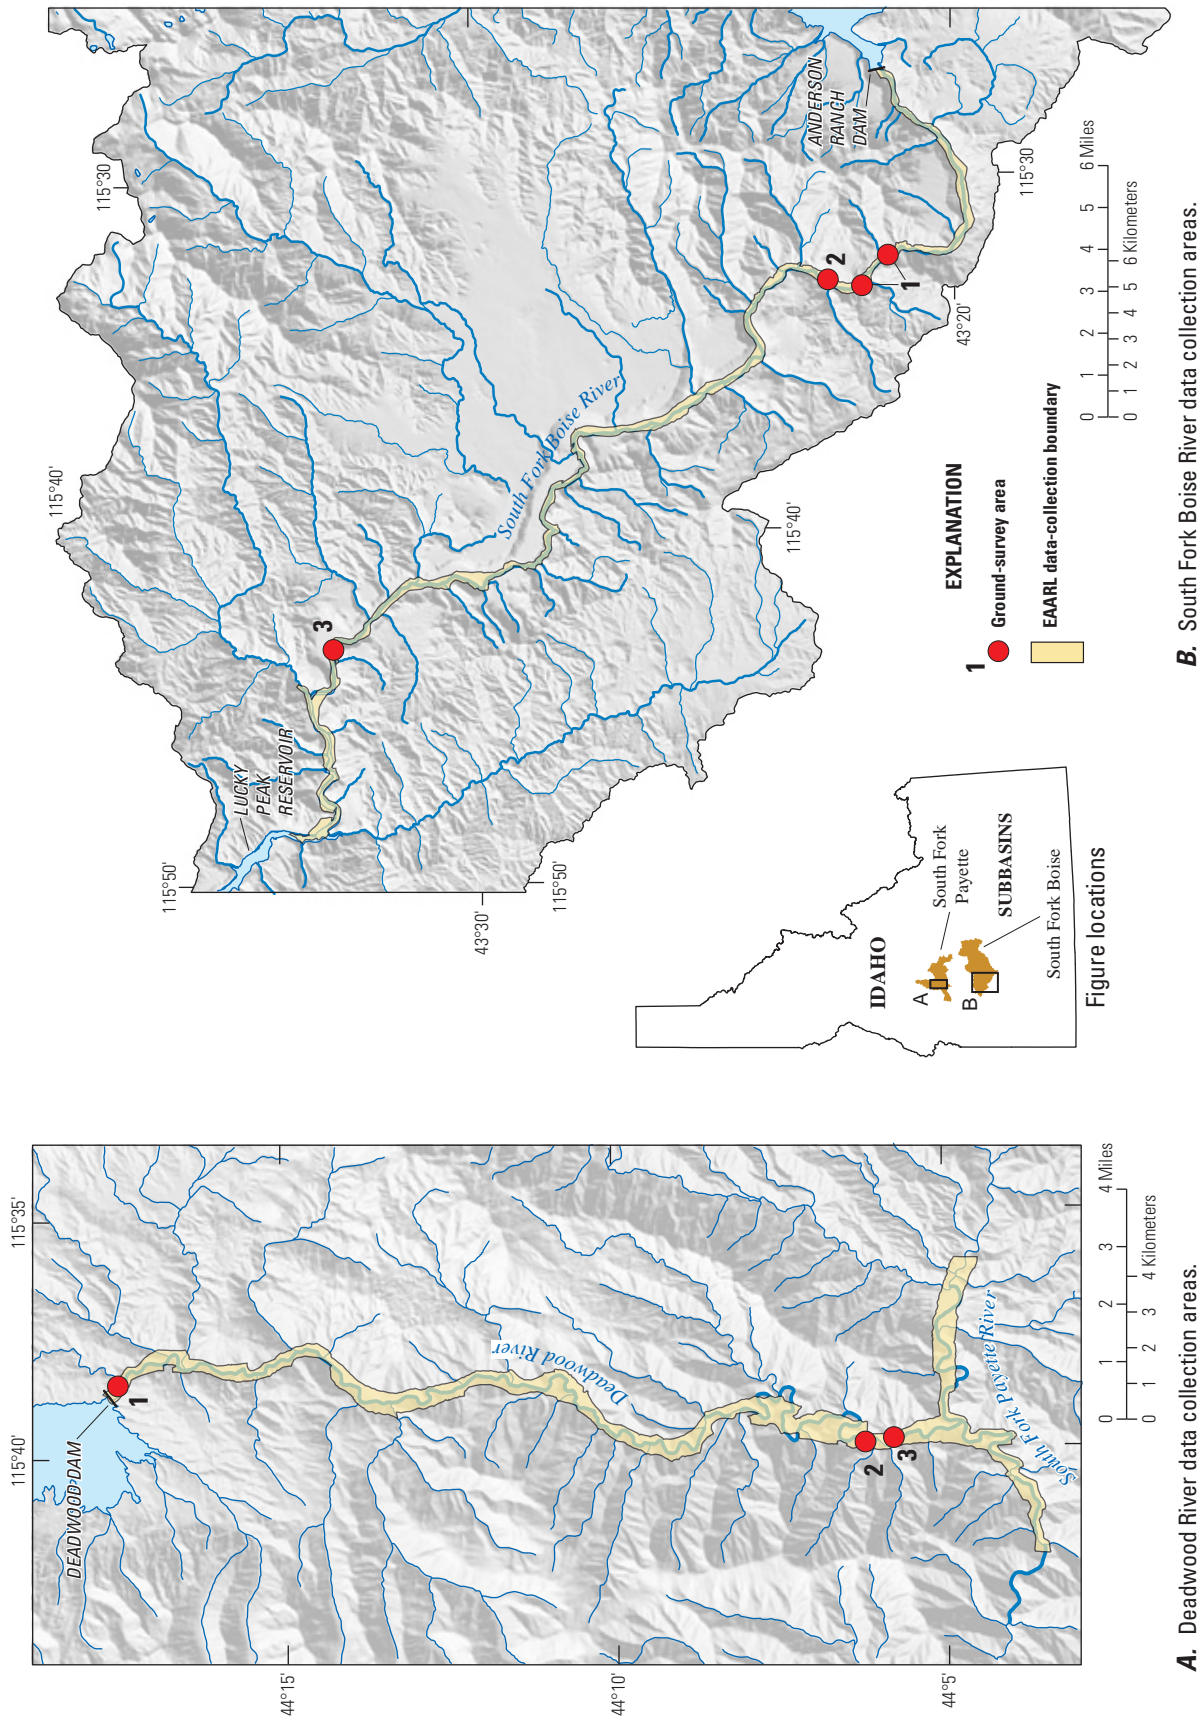 DEADWOOD DAM
115°40'
115°35'
1
44°15'
Deadwood River
44°10'
2
3
44°5'
South Fork Payette River
0 1 2 3 4 Miles
0 1 2 3 4 Kilometers
A. Deadwood River data collection areas.
115°50'
115°40'
115°30'
LUCKY
PEAK
RESERVOIR
3
South Fork Boise River
ANDERSON
RANCH
DAM
2
1
43°30'
115°50'
115°40'
43°20'
115°30'
0 1 2 3 4 5 6 Miles
0 1 2 3 4 5 6 Kilometers
EXPLANATION
1
Ground-survey area
EAARL data-collection boundary
IDAHO
A
South Fork
Payette
B
SUBBASINS
South Fork Boise
Figure locations
B. South Fork Boise River data collection areas.